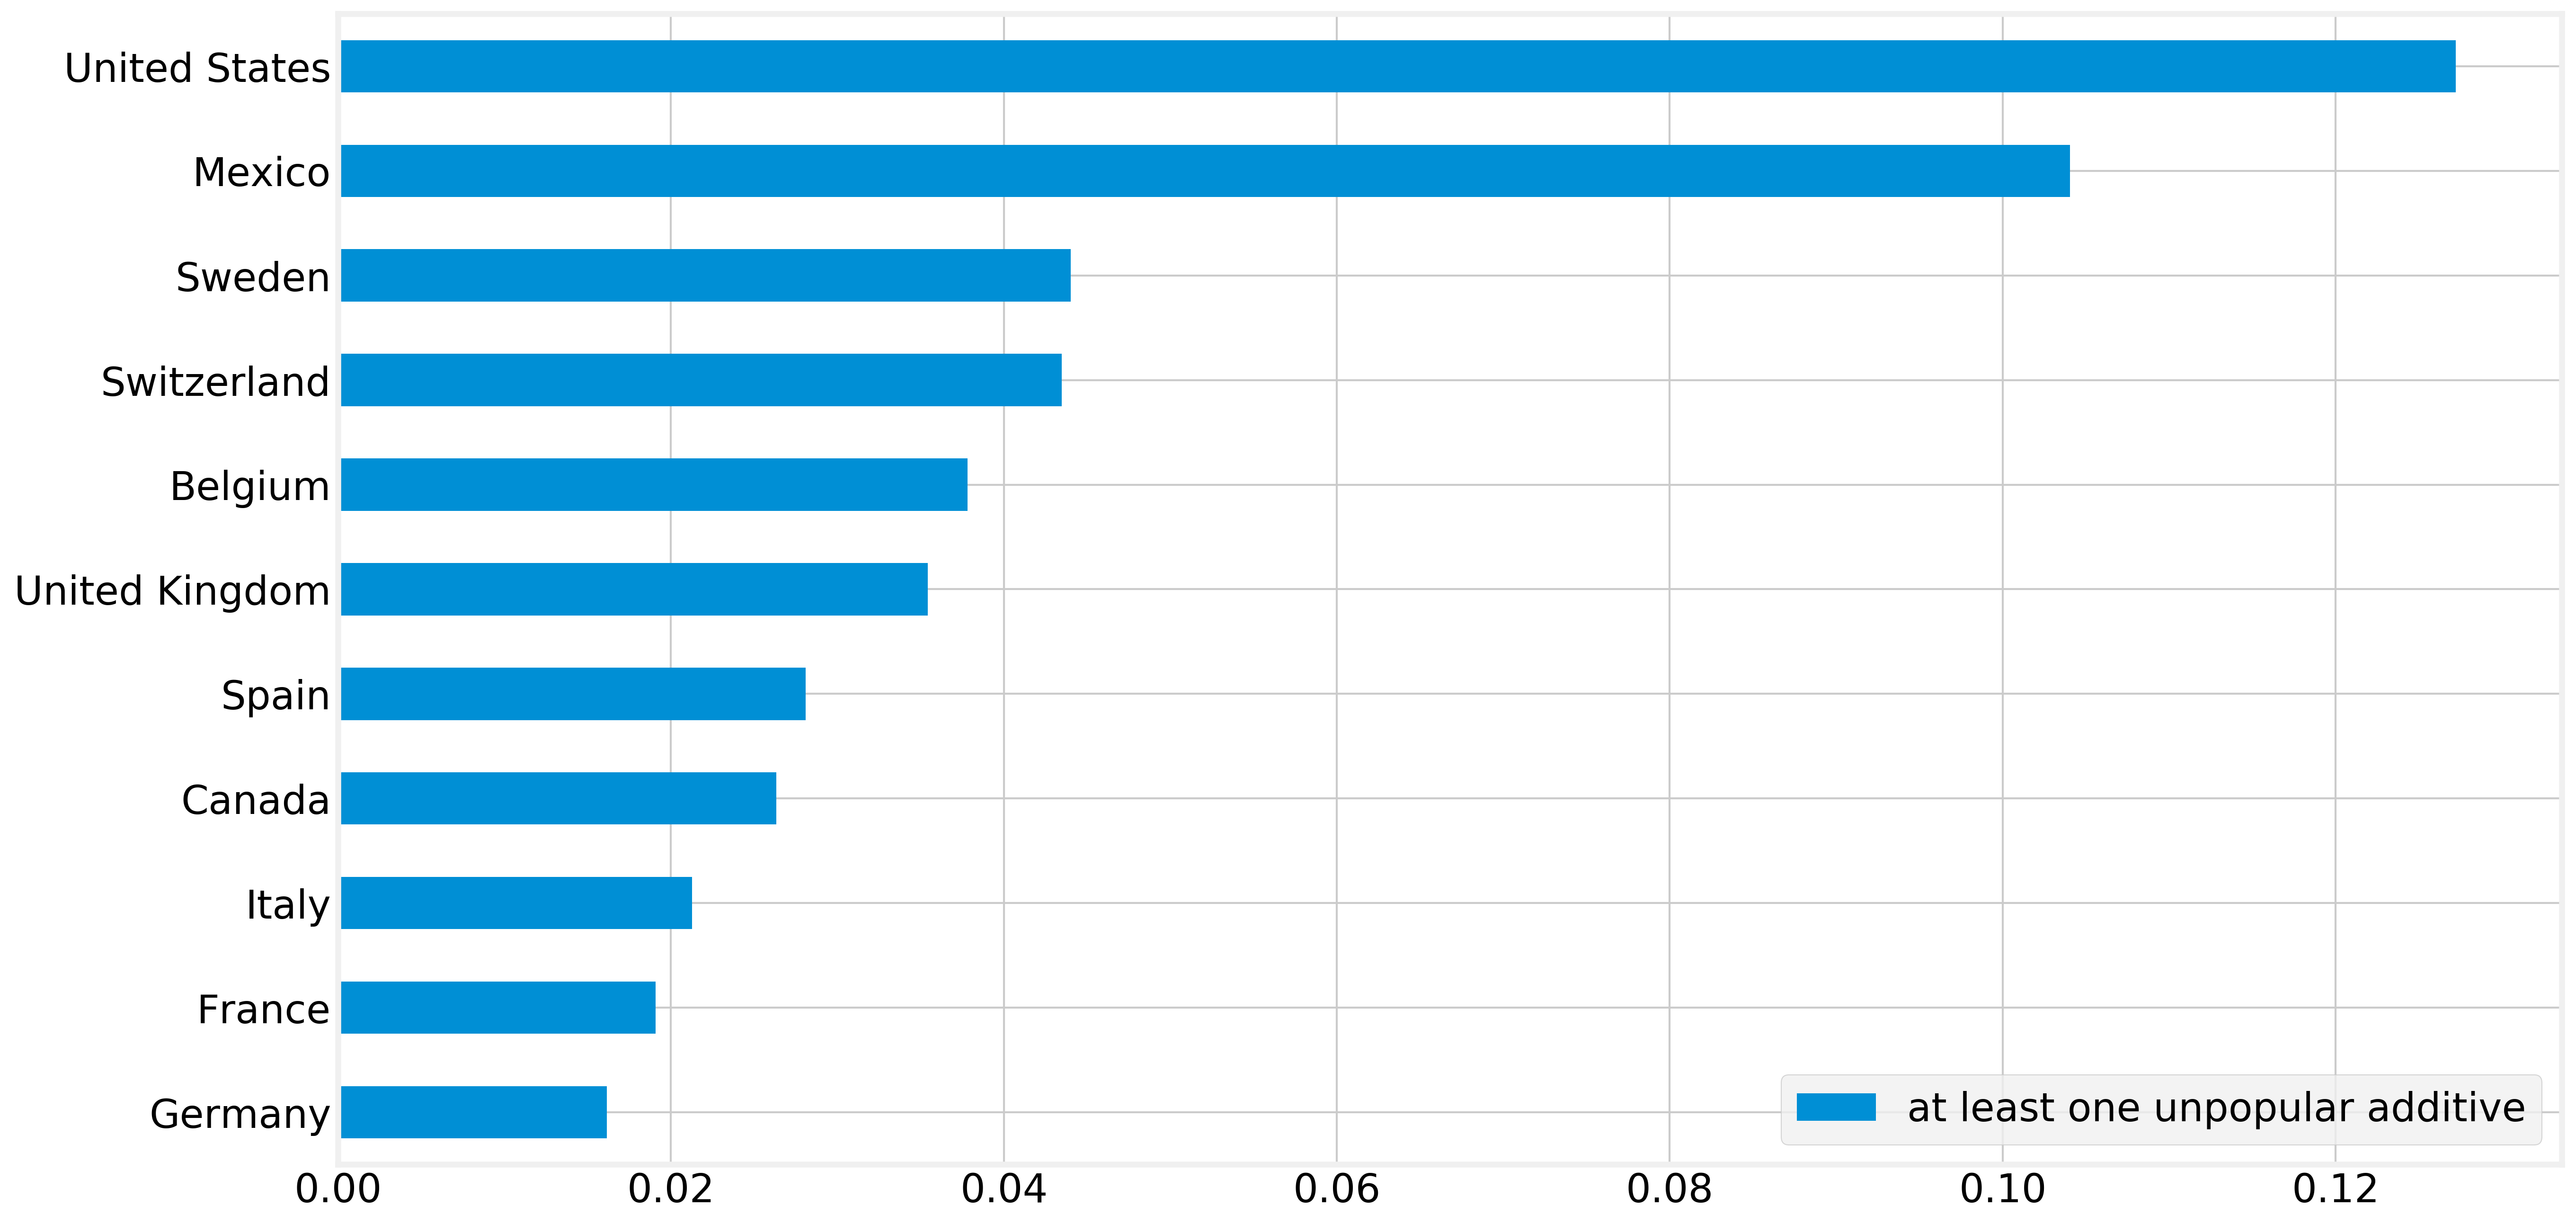 United States
Mexico
Sweden
Switzerland
Belgium
United Kingdom
Spain
Canada
Italy
France
Germany
at least one unpopular additive
0.00 0.02 0.04 0.06 0.08 0.10 0.12